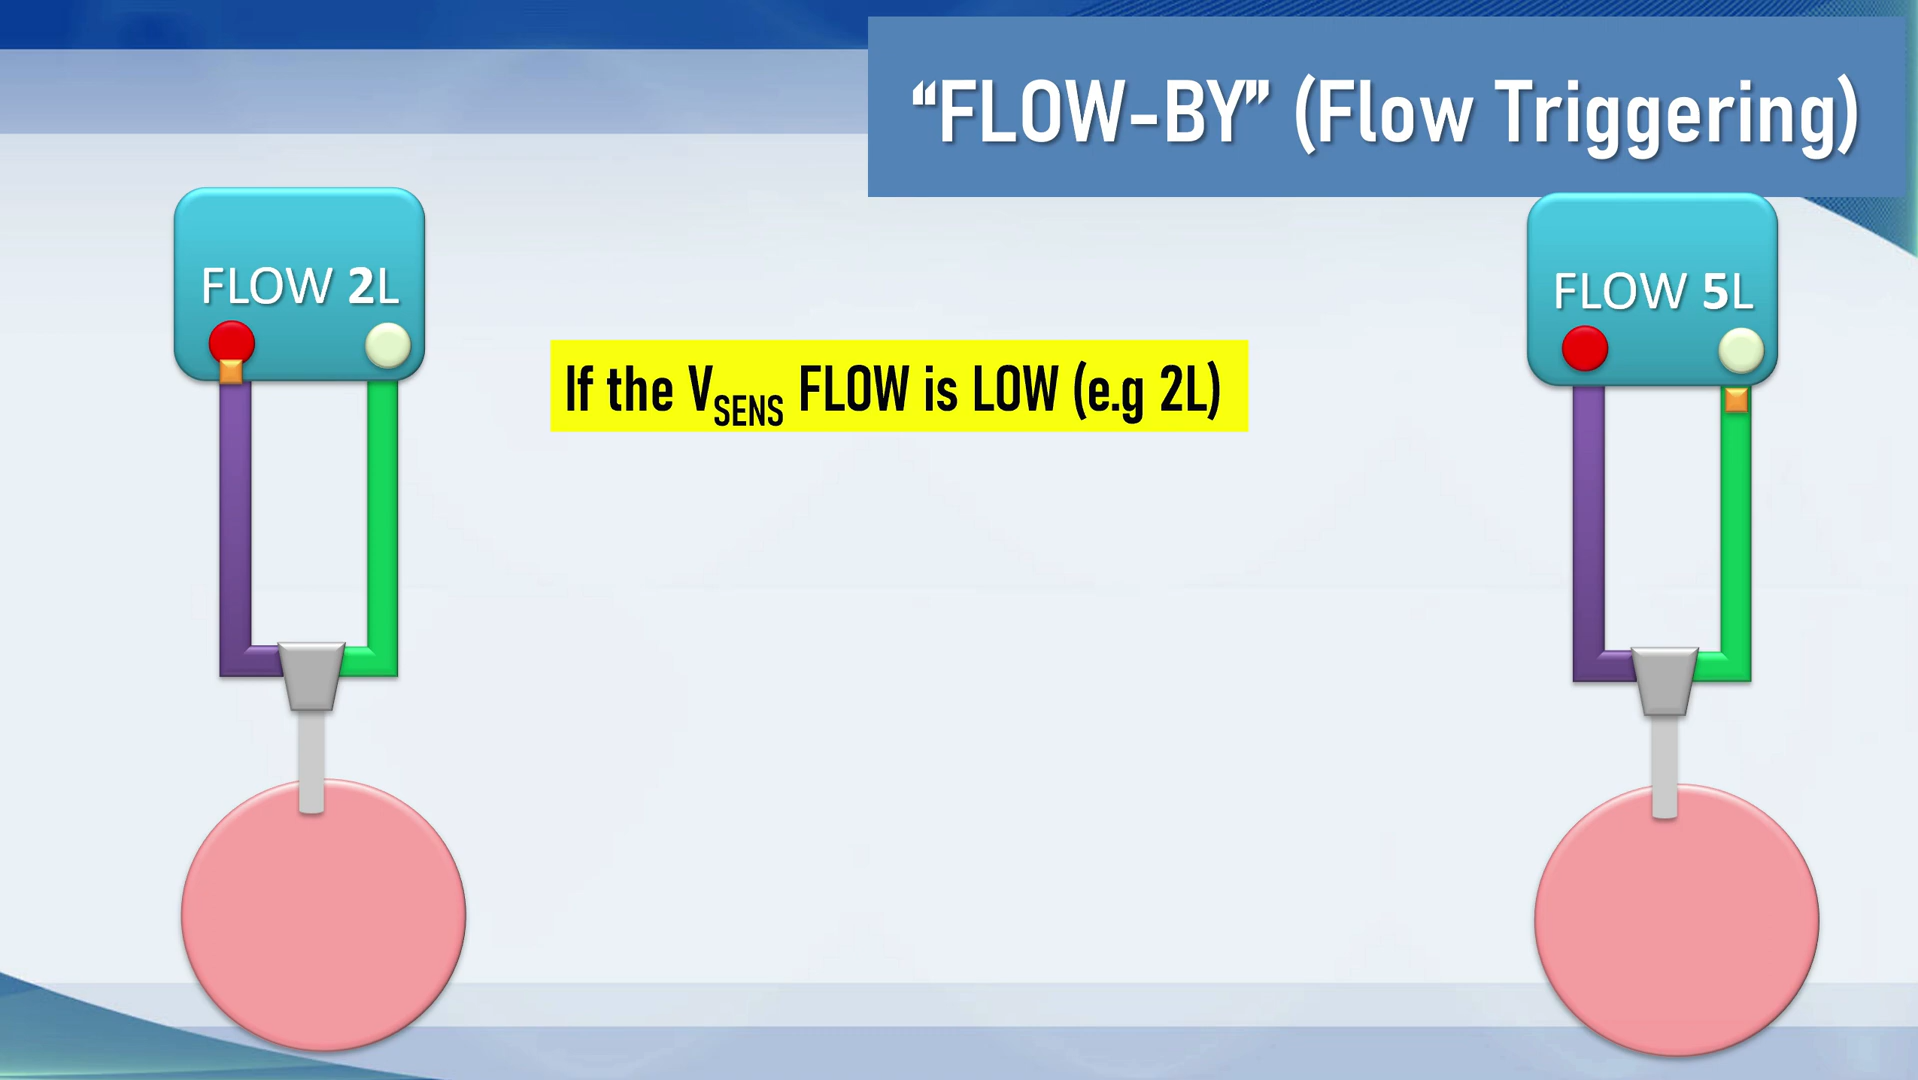 “FLOW-BY” (Flow Triggering)
FLOW 2L
FLOW 5L
If the VSENS FLOW is LOW (e.g 2L)